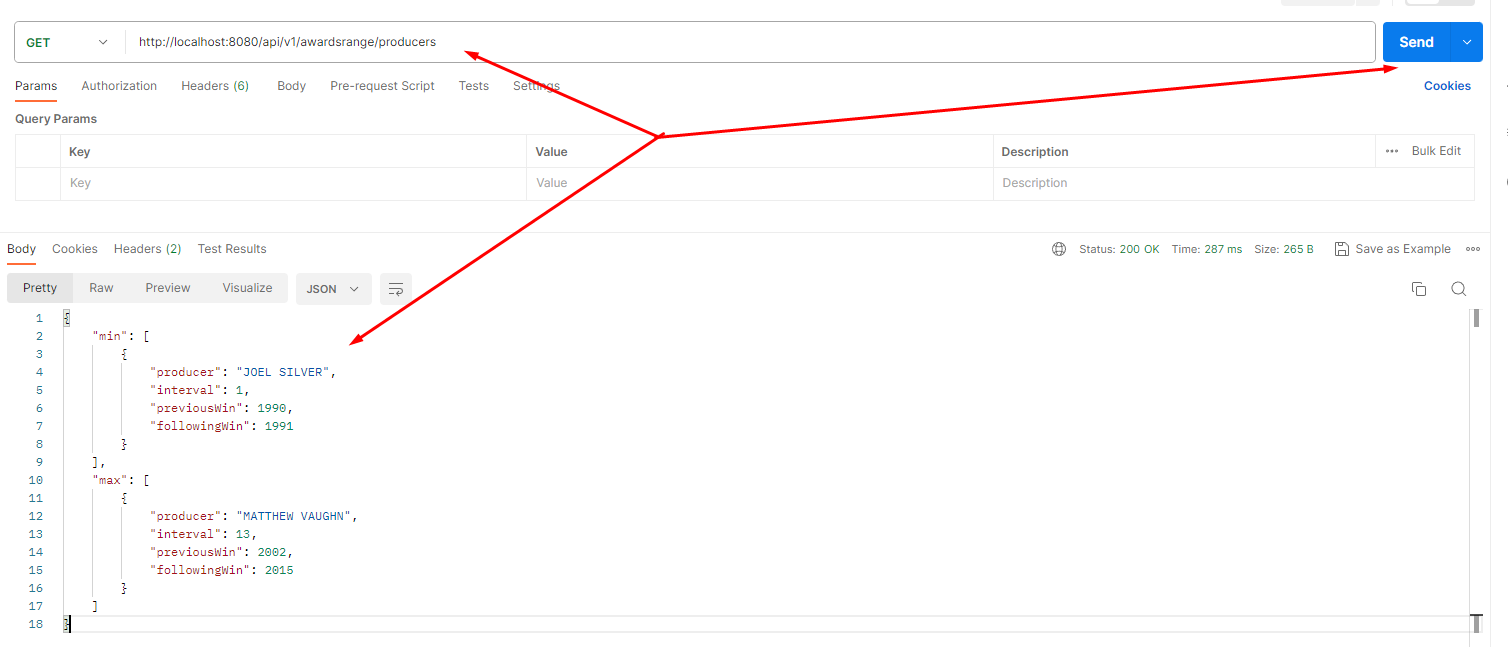 GET http://localhost:8080/api/v1/awardsrange/producers Send
Params Authorization Headers (6) Body Pre-request Script Tests Settings Cookies
Query Params
Key Value Description ••• Bulk Edit
Key Value Description
Body Cookies Headers (2) Test Results Status: 200 OK Time: 287 ms Size: 265 B Save as Example
Pretty Raw Preview Visualize JSON
1 {
2 "min": [
3 {
4 "producer": "JOEL SILVER",
5 "interval": 1,
6 "previousWin": 1990,
7 "followingWin": 1991
8 }
9 ],
10 "max": [
11 {
12 "producer": "MATTHEW VAUGHN",
13 "interval": 13,
14 "previousWin": 2002,
15 "followingWin": 2015
16 }
17 ]
18 }